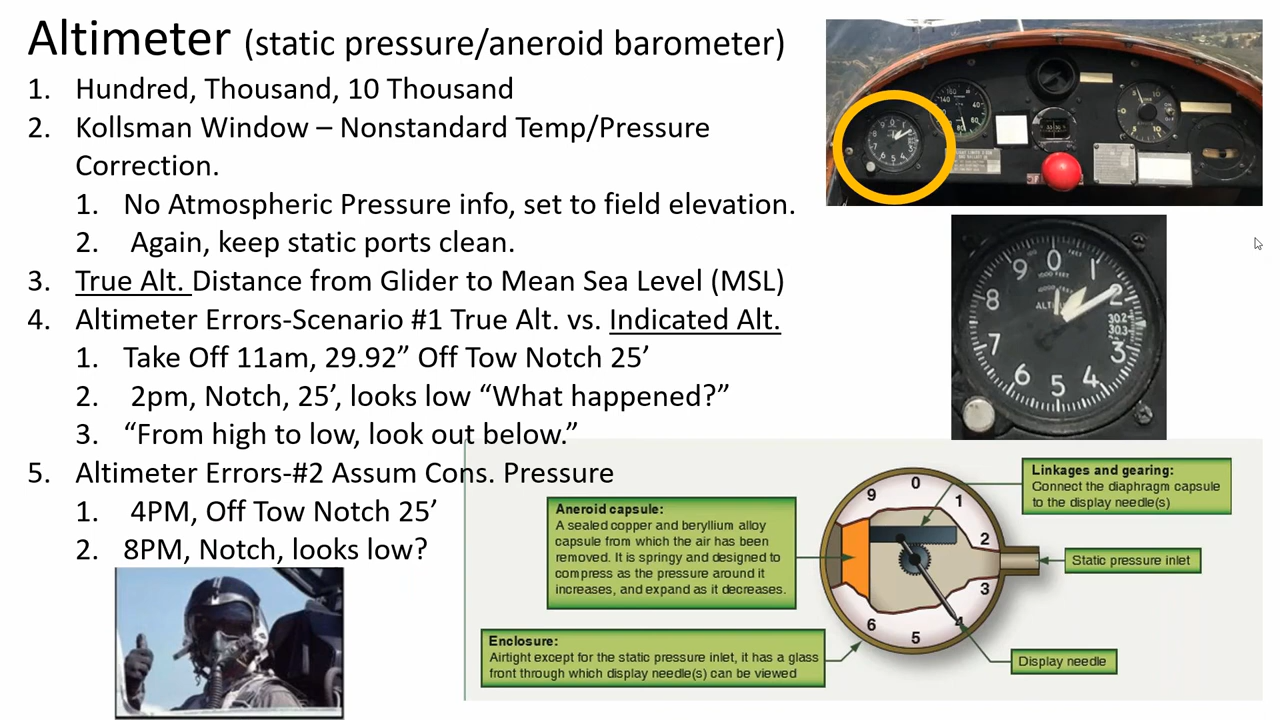 Altimeter (static pressure/aneroid barometer)
1. Hundred, Thousand, 10 Thousand
2. Kollsman Window – Nonstandard Temp/Pressure
Correction.
1. No Atmospheric Pressure info, set to field elevation.
2. Again, keep static ports clean.
3. True Alt. Distance from Glider to Mean Sea Level (MSL)
4. Altimeter Errors-Scenario #1 True Alt. vs. Indicated Alt.
1. Take Off 11am, 29.92” Off Tow Notch 25’
2. 2pm, Notch, 25’, looks low “What happened?”
3. “From high to low, look out below.”
5. Altimeter Errors-#2 Assum Cons. Pressure
1. 4PM, Off Tow Notch 25’
2. 8PM, Notch, looks low?
0
1
2
3
4
5
6
7
8
9
30.2
30.3
Aneroid capsule:
A sealed copper and beryllium alloy
capsule from which the air has been
removed. It is springy and designed to
compress as the pressure around it
increases, and expand as it decreases.
Enclosure:
Airtight except for the static pressure inlet, it has a glass
front through which display needle(s) can be viewed
Linkages and gearing:
Connect the diaphragm capsule
to the display needle(s)
Static pressure inlet
Display needle
0
1
2
3
4
5
6
9